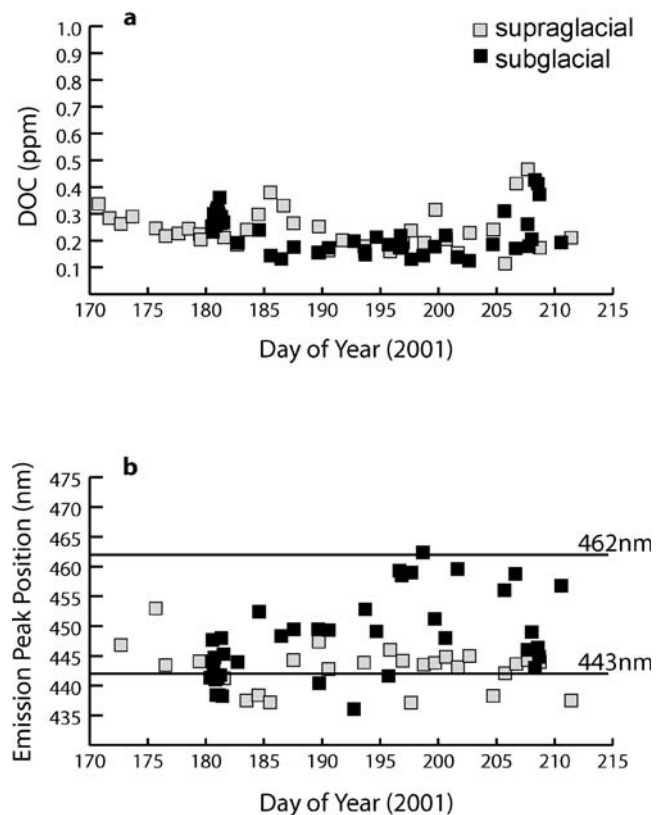 a
supraglacial
subglacial
1.0
0.9
0.8
0.7
0.6
0.5
0.4
0.3
0.2
0.1
DOC (ppm)
170 175 180 185 190 195 200 205 210 215
Day of Year (2001)
b
475
470
465
460
455
450
445
440
435
Emission Peak Position (nm)
462nm
443nm
170 175 180 185 190 195 200 205 210 215
Day of Year (2001)